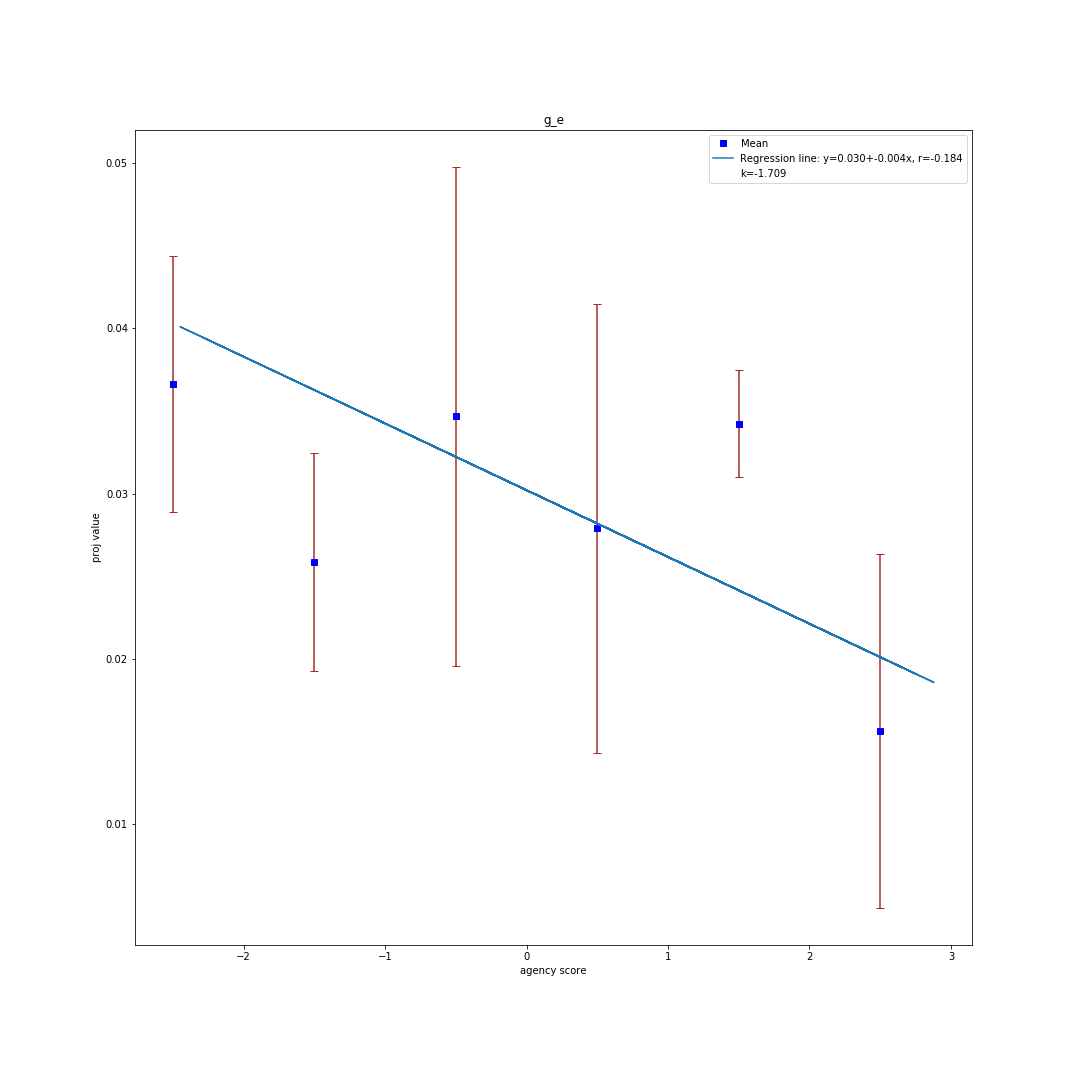 g_e
Mean
Regression line: y=0.030+-0.004x, r=-0.184
k=-1.709
0.05
0.04
0.03
0.02
0.01
proj value
−2
−1
0
1
2
3
agency score